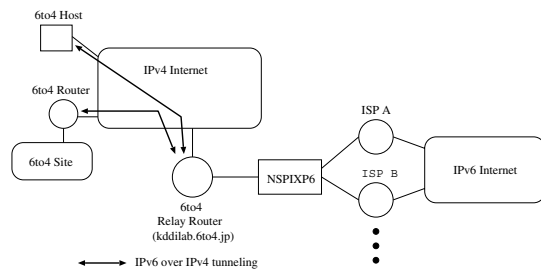 6to4 Host
IPv4 Internet
6to4 Router
6to4 Site
ISP A
ISP B
IPv6 Internet
NSPIXP6
6to4
Relay Router
(kddilab.6to4.jp)
IPv6 over IPv4 tunneling